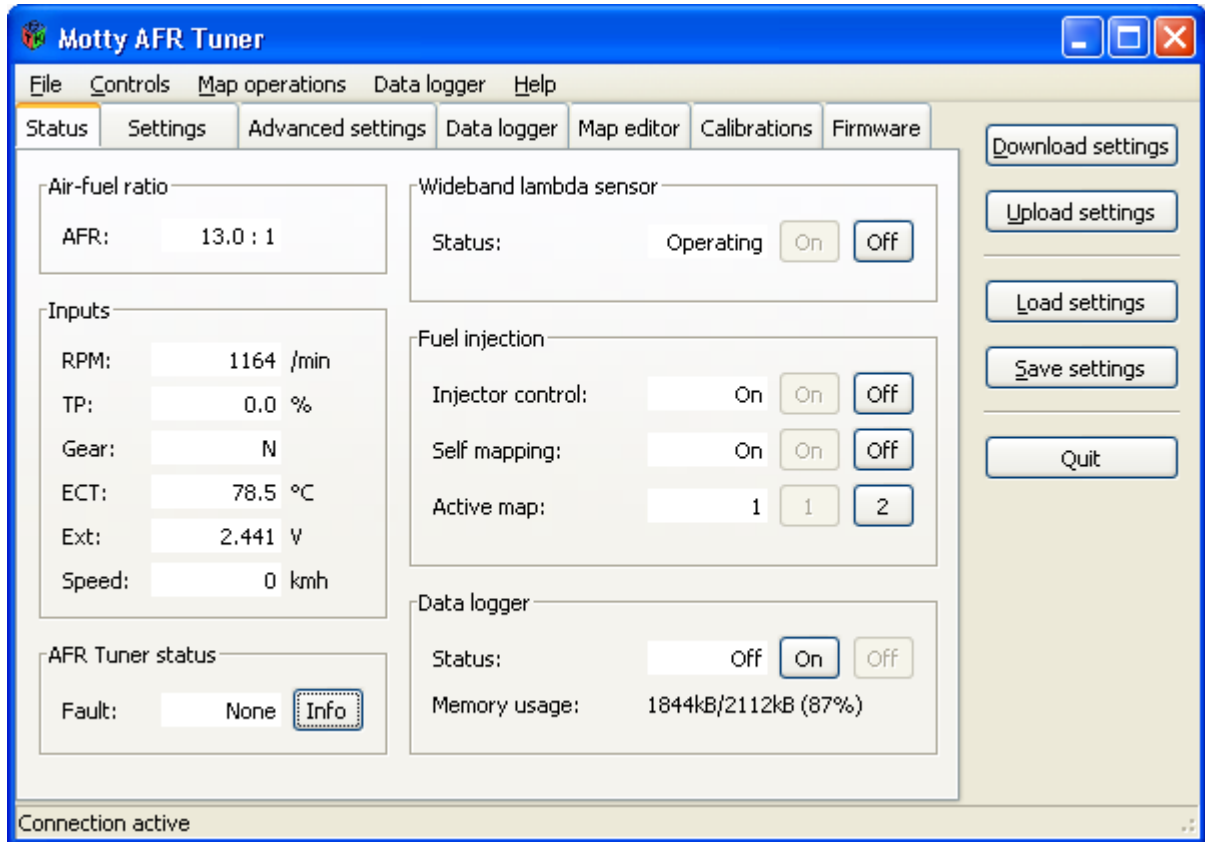 Motty AFR Tuner
File Controls Map operations Data logger Help
Status Settings Advanced settings Data logger Map editor Calibrations Firmware
Air-fuel ratio
AFR: 13.0 : 1
Inputs
RPM: 1164 /min
TP: 0.0 %
Gear: N
ECT: 78.5 °C
Ext: 2.441 V
Speed: 0 kmh
AFR Tuner status
Fault: None Info
Wideband lambda sensor
Status: Operating On Off
Fuel injection
Injector control: On On Off
Self mapping: On On Off
Active map: 1 1 2
Data logger
Status: Off On Off
Memory usage: 1844kB/2112kB (87%)
Download settings
Upload settings
Load settings
Save settings
Quit
Connection active